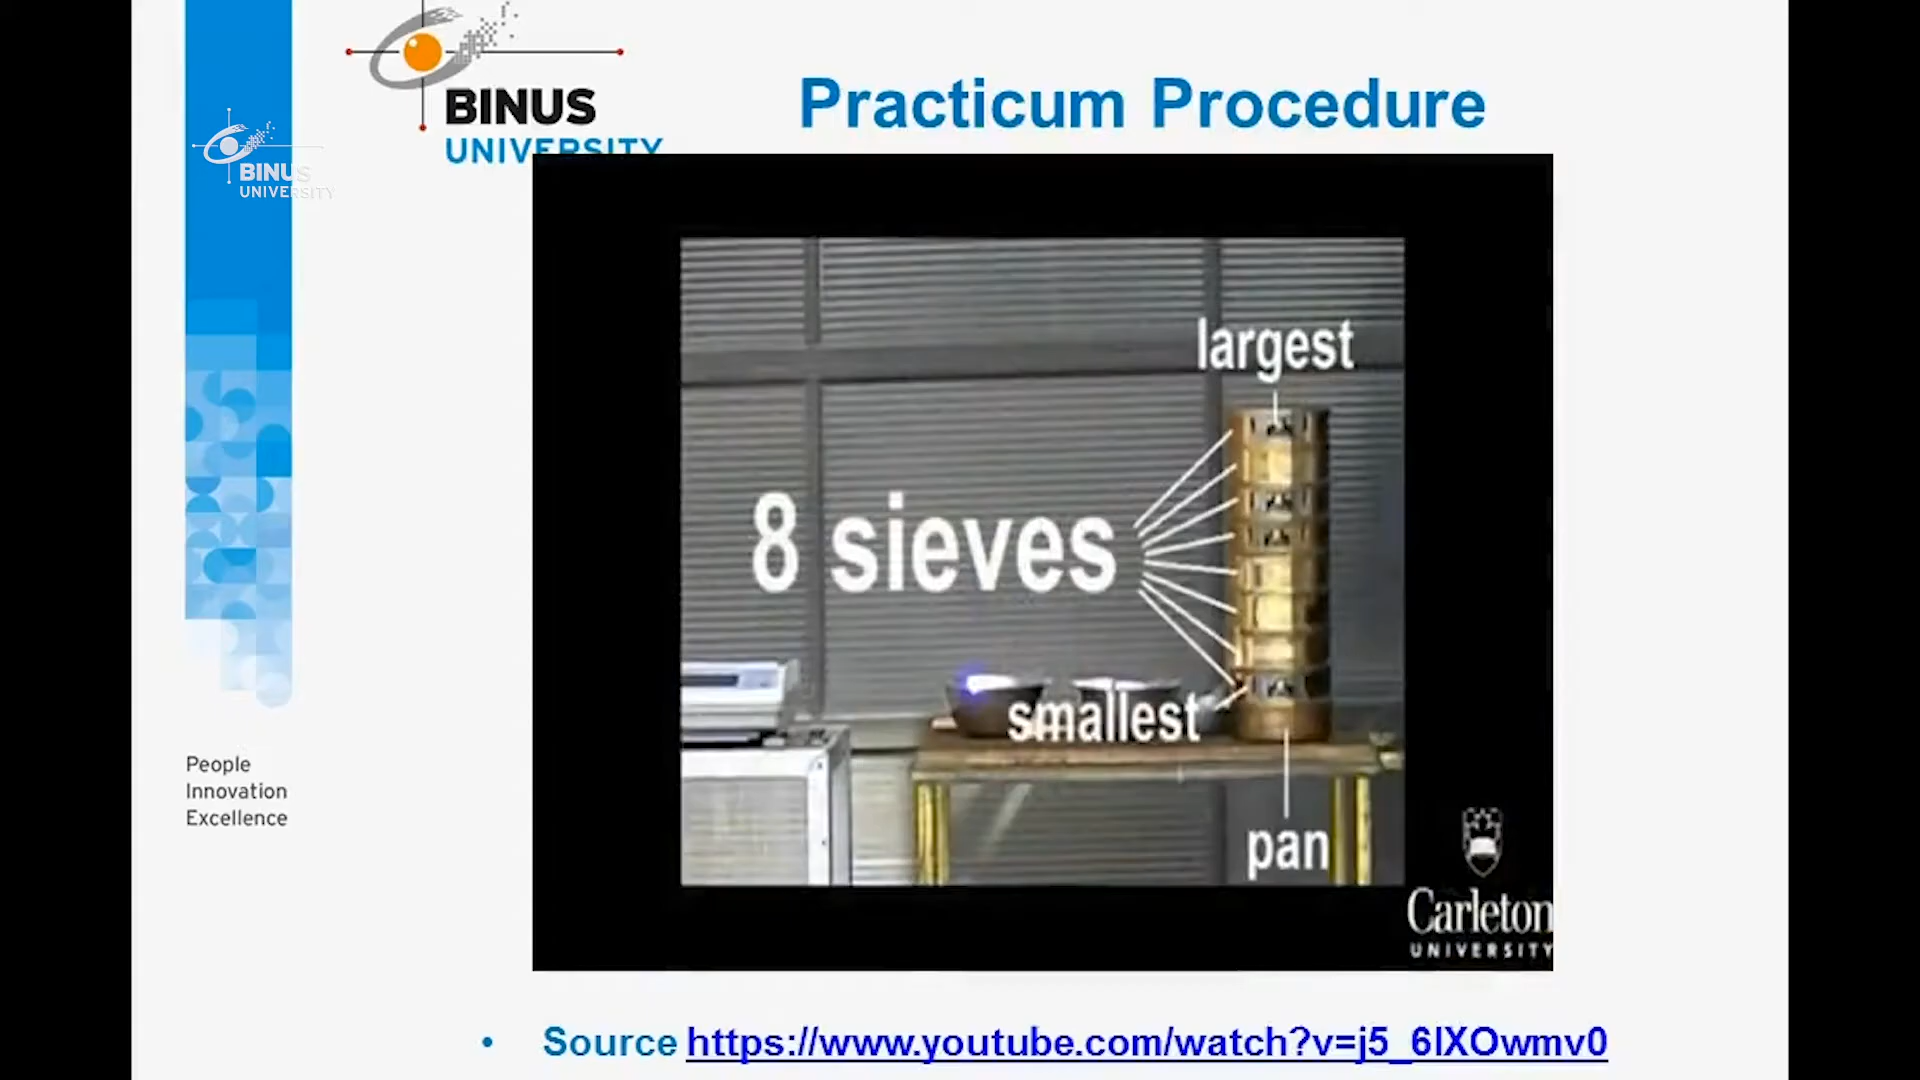 BINUS
UNIVERSITY
Practicum Procedure
BINUS
UNIVERSITY
largest
8 sieves
smallest
pan
Carleton
UNIVERSITY
People
Innovation
Excellence
• Source https://www.youtube.com/watch?v=j5_6lXOwmv0